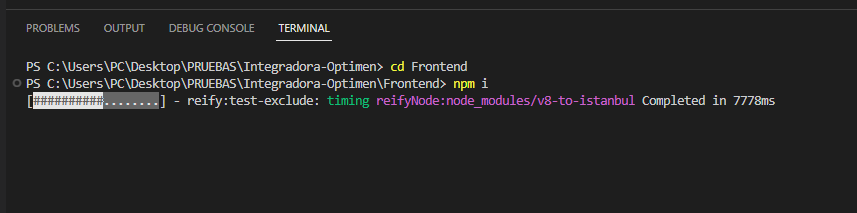 PROBLEMS OUTPUT DEBUG CONSOLE TERMINAL
PS C:\Users\PC\Desktop\PRUEBAS\Integradora-Optimen> cd Frontend
PS C:\Users\PC\Desktop\PRUEBAS\Integradora-Optimen\Frontend> npm i
[##########........] - reify:test-exclude: timing reifyNode:node_modules/v8-to-istanbul Completed in 7778ms